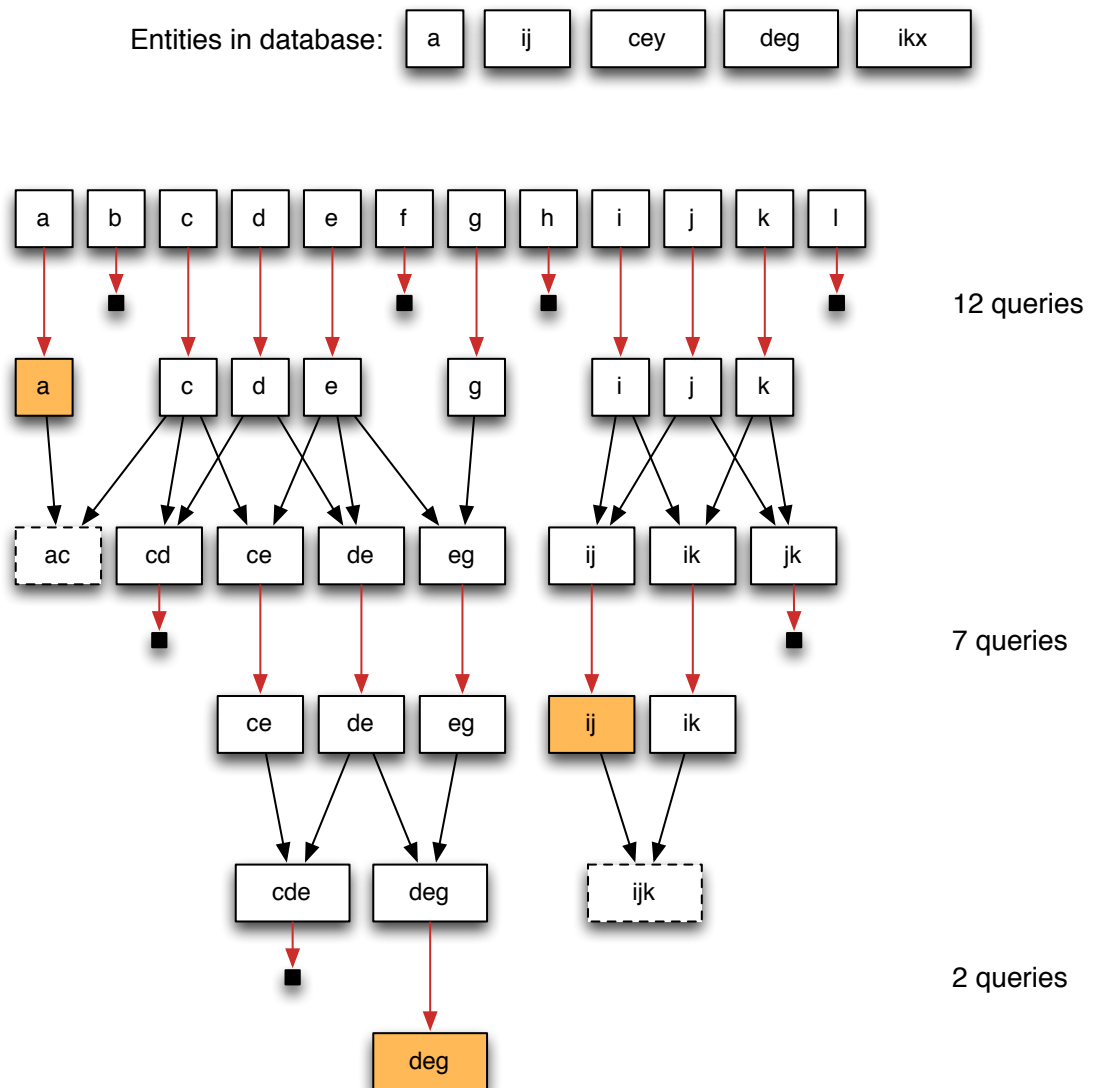 Entities in database: a ij cey deg ikx
a b c d e f g h i j k l
12 queries
a c d e g i j k
ac cd ce de eg ij ik jk
7 queries
ce de eg ij ik
cde deg ijk
2 queries
deg